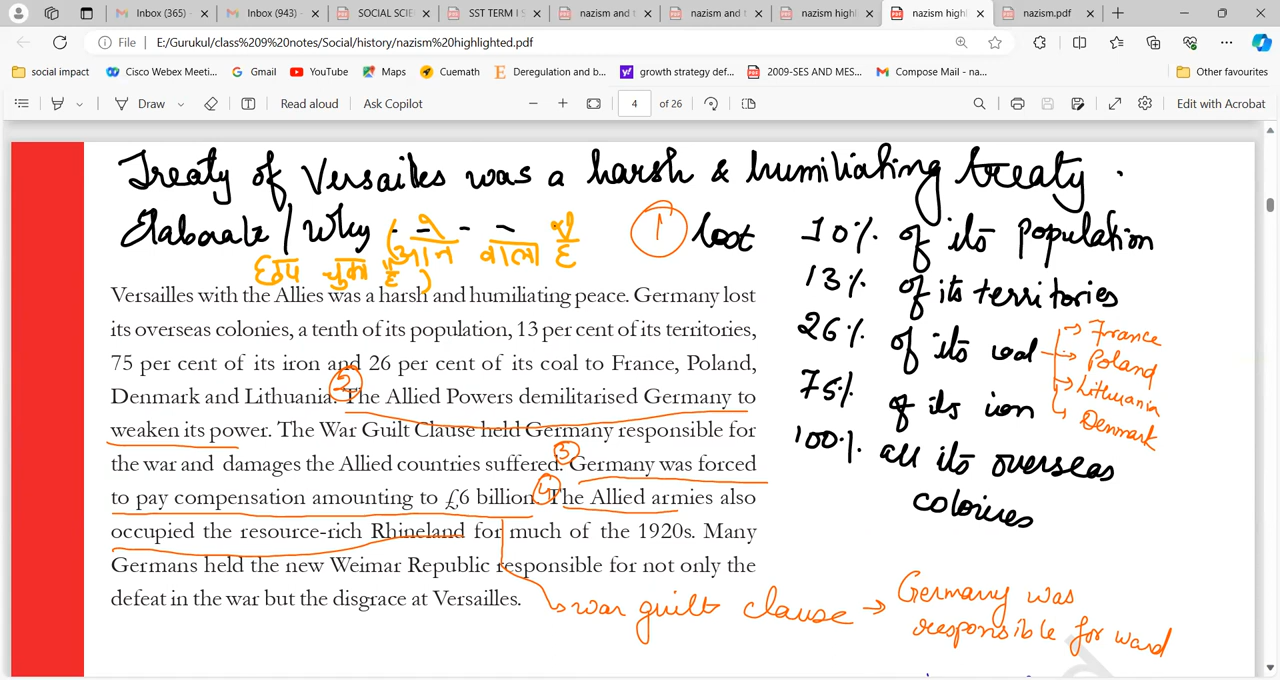 Inbox (365)
Inbox (943)
SOCIAL SCIE
SST TERM I S
nazism and t
nazism and t
nazism highl
nazism highl
nazism.pdf
File
E:/Gurukul/class%209%20notes/Social/history/nazism%20highlighted.pdf
social impact
Cisco Webex Meeti...
Gmail
YouTube
Maps
Cuemath
Deregulation and b...
growth strategy def...
2009-SES AND MES...
Compose Mail - na...
Other favourites
Draw
Read aloud
Ask Copilot
4 of 26
Edit with Acrobat
Treaty of Versailles was a harsh & humiliating treaty.
Elaborate / Why
छप चुका है
आने वाला है
1 lost
10% of its population
13% of its territories
26% of its coal
France
Poland
Lithuania
Denmark
75% of its iron
100% all its overseas
colonies
Versailles with the Allies was a harsh and humiliating peace. Germany lost
its overseas colonies, a tenth of its population, 13 per cent of its territories,
75 per cent of its iron and 26 per cent of its coal to France, Poland,
Denmark and Lithuania. 2 The Allied Powers demilitarised Germany to
weaken its power. The War Guilt Clause held Germany responsible for
the war and damages the Allied countries suffered. 3 Germany was forced
to pay compensation amounting to £6 billion. 4 The Allied armies also
occupied the resource-rich Rhineland for much of the 1920s. Many
Germans held the new Weimar Republic responsible for not only the
defeat in the war but the disgrace at Versailles.
war guilt clause → Germany was
responsible for ward